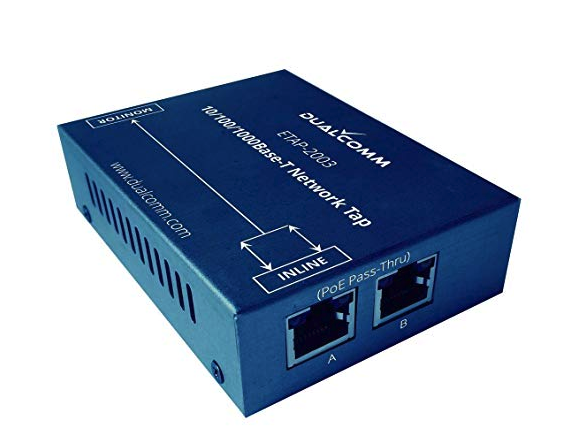 DUALCOMM
ETAP-2003
10/100/1000Base-T Network Tap
MONITOR
www.dualcomm.com
INLINE
(PoE Pass-Thru)
A
B